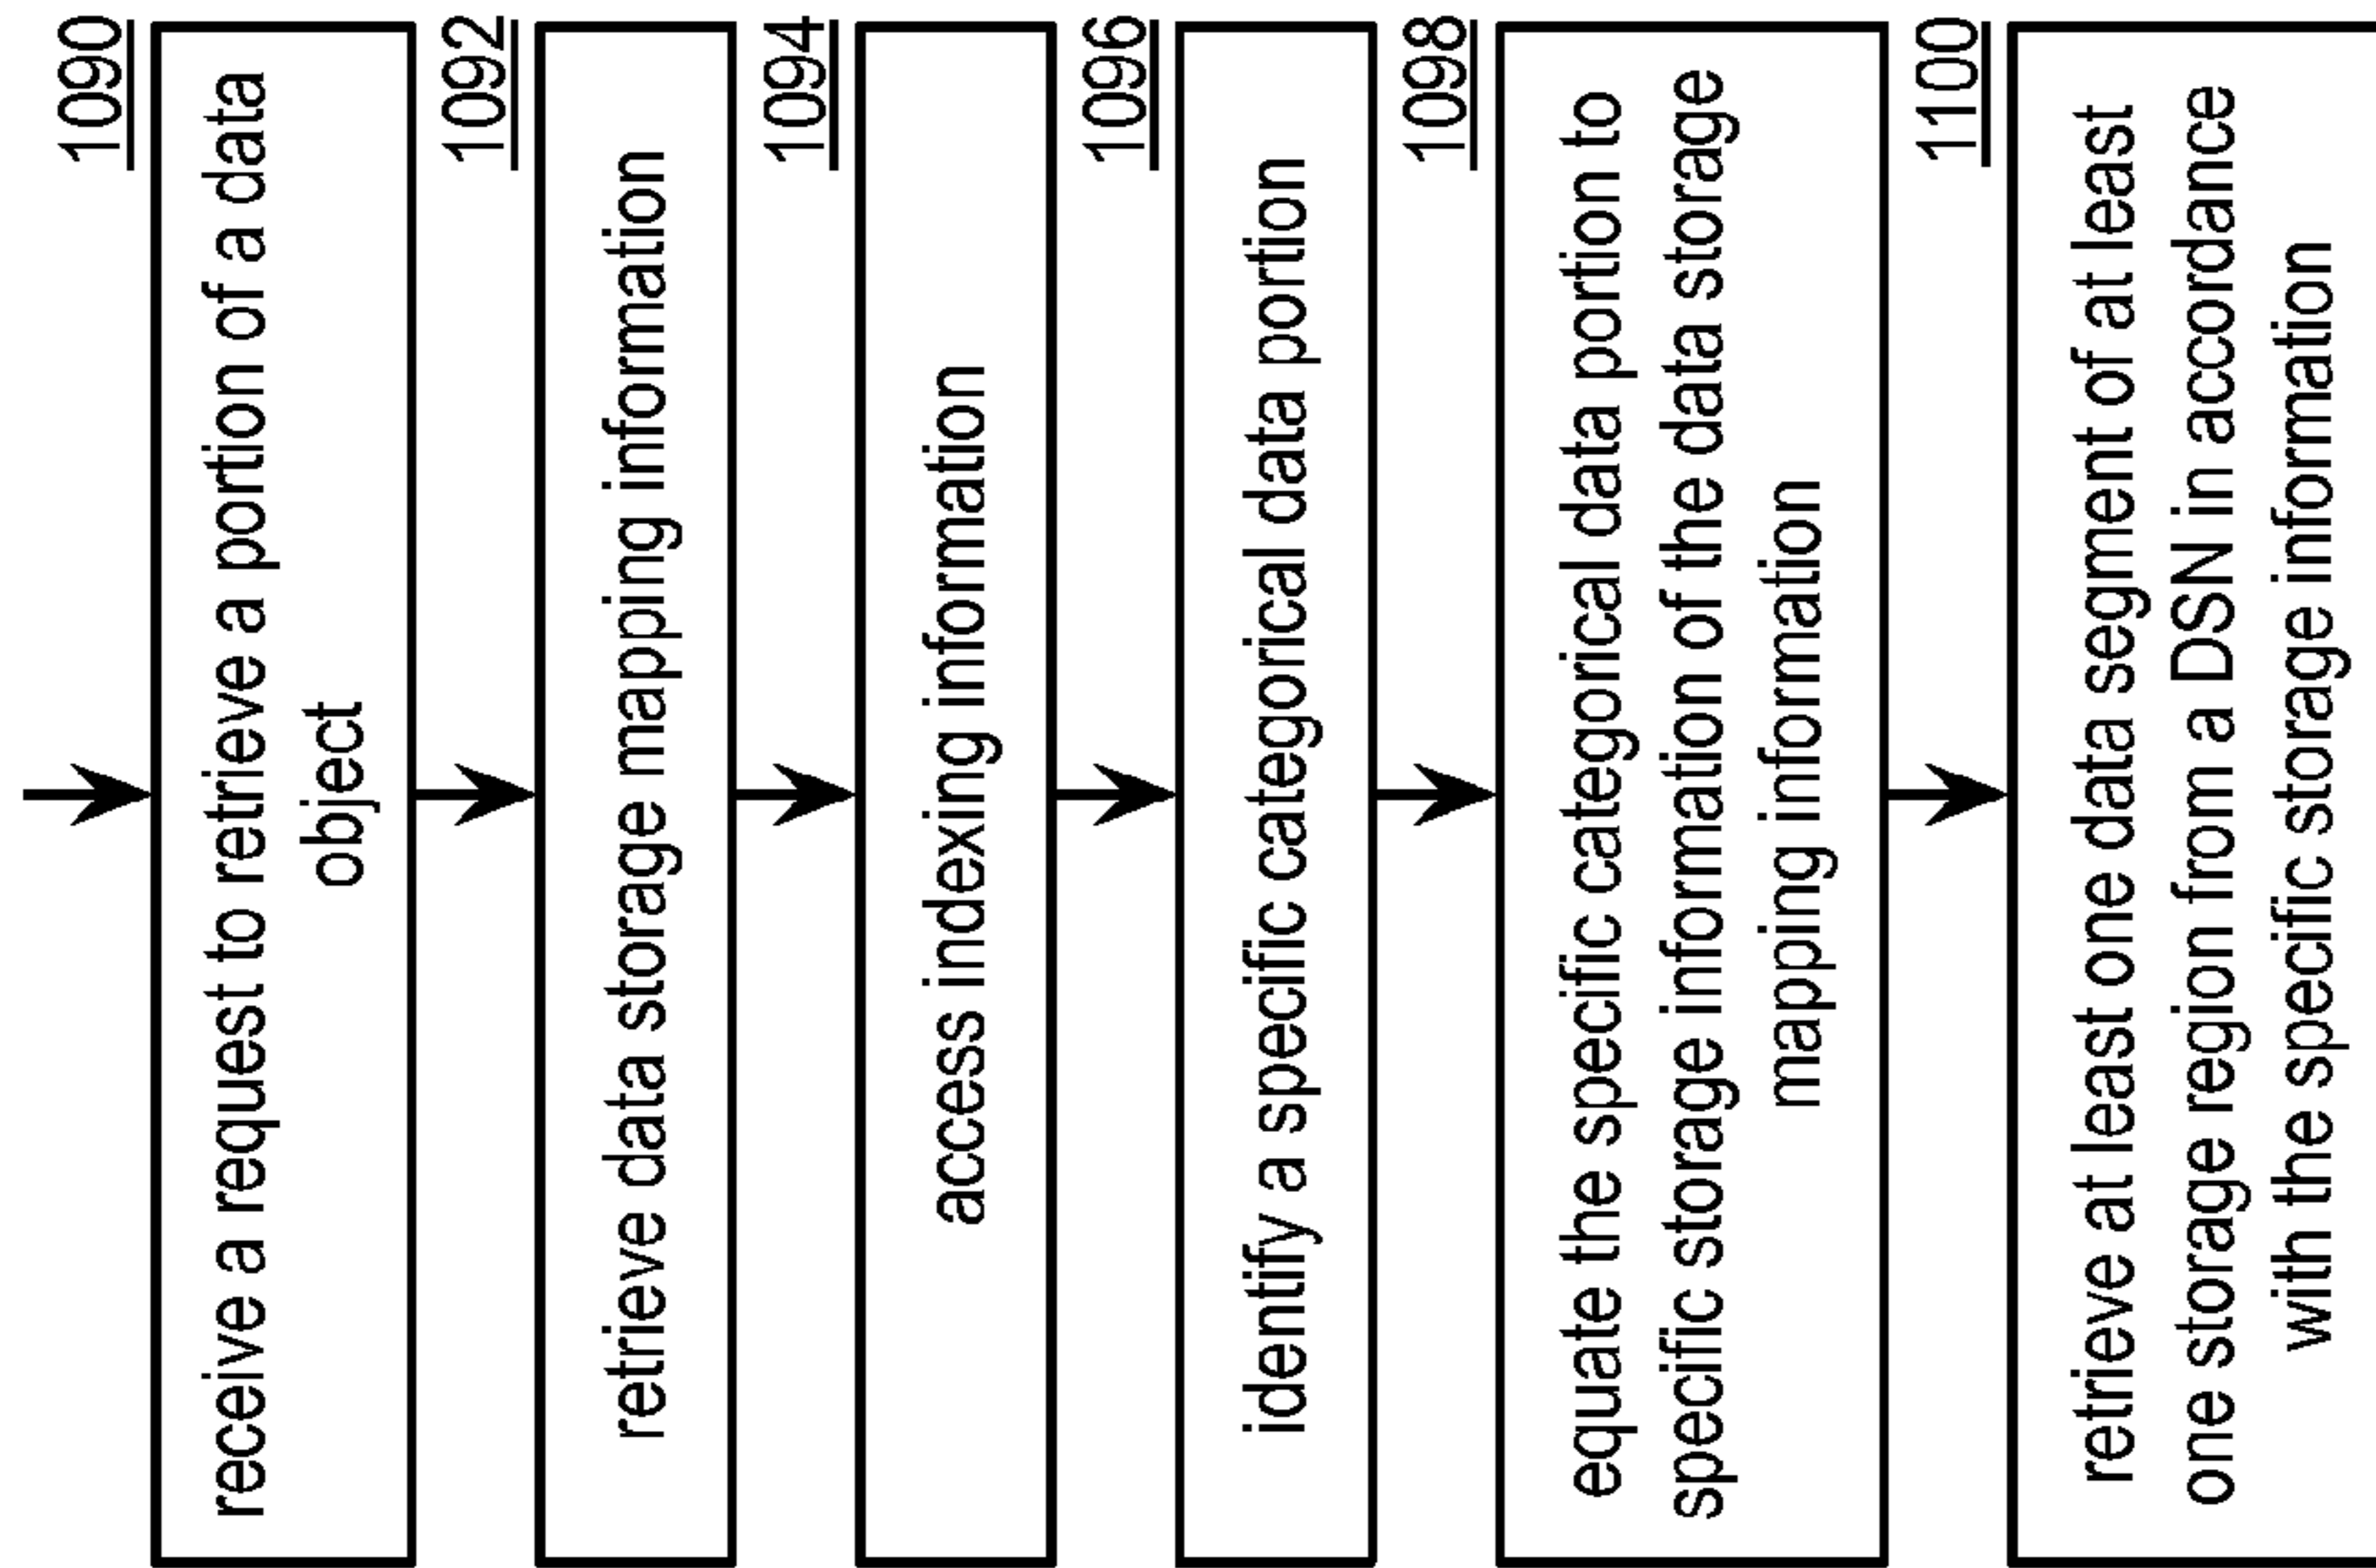 1090
receive a request to retrieve a portion of a data
object
1092
retrieve data storage mapping information
1094
access indexing information
1096
identify a specific categorical data portion
1098
equate the specific categorical data portion to
specific storage information of the data storage
mapping information
1100
retrieve at least one data segment of at least
one storage region from a DSN in accordance
with the specific storage information